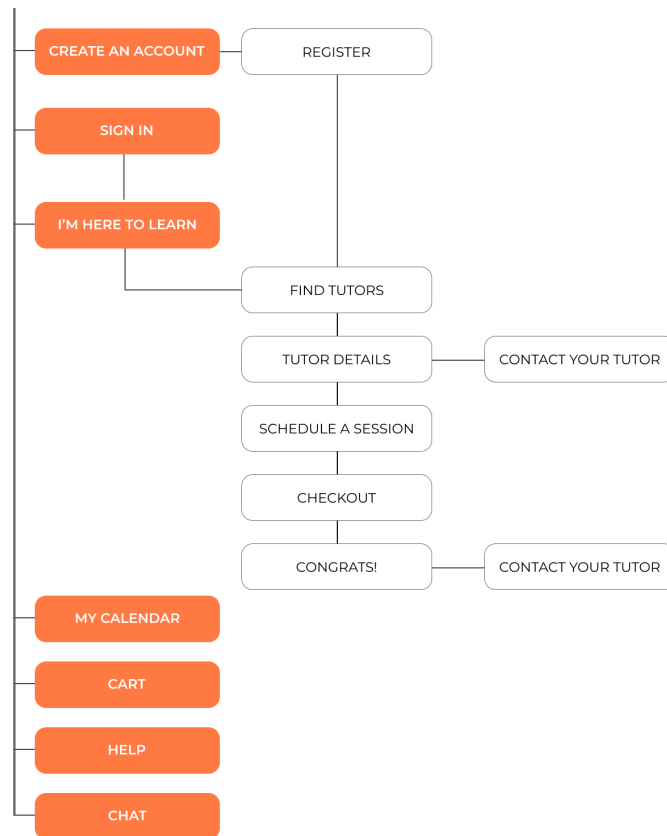 CREATE AN ACCOUNT
REGISTER
SIGN IN
I'M HERE TO LEARN
FIND TUTORS
TUTOR DETAILS
CONTACT YOUR TUTOR
SCHEDULE A SESSION
CHECKOUT
CONGRATS!
CONTACT YOUR TUTOR
MY CALENDAR
CART
HELP
CHAT